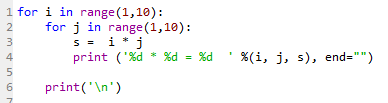 1 for i in range(1,10):
2     for j in range(1,10):
3         s =  i * j
4         print ('%d * %d = %d  ' %(i, j, s), end="")
5
6     print('\n')
7